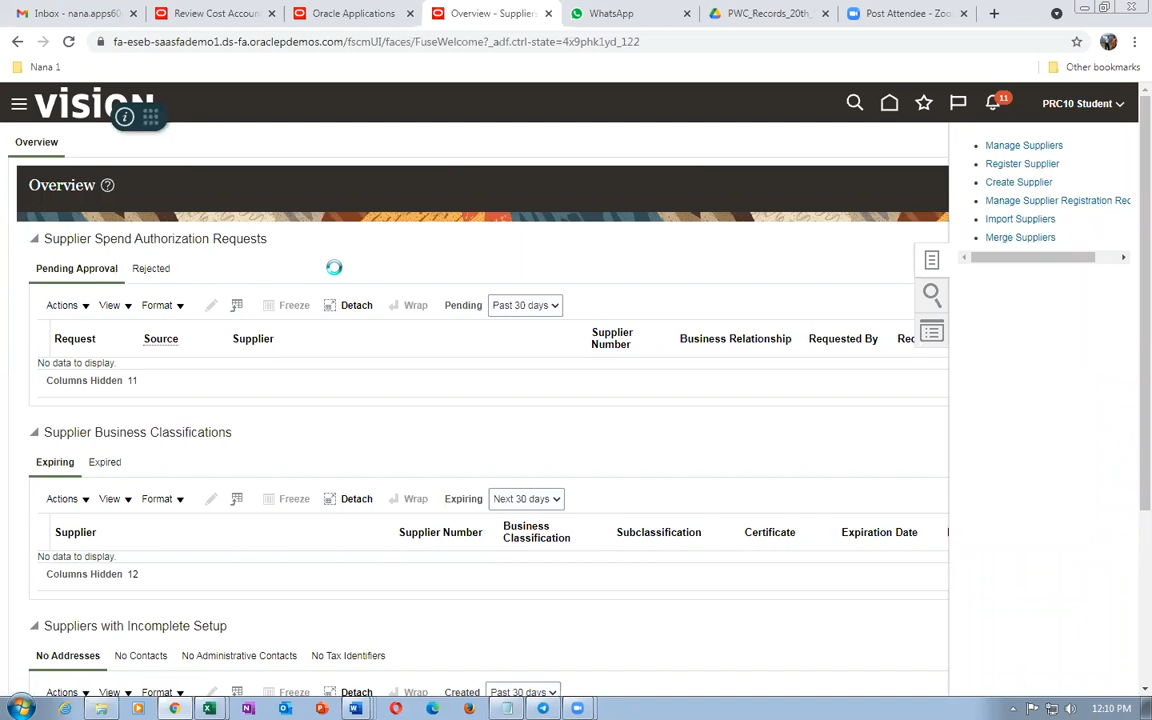 Inbox - nana.apps60
Review Cost Accoun
Oracle Applications
Overview - Suppliers
WhatsApp
PWC_Records_20th_
Post Attendee - Zoo
fa-eseb-saasfademo1.ds-fa.oraclepdemos.com/fscmUI/faces/FuseWelcome?_adf.ctrl-state=4x9phk1yd_122
Nana 1
Other bookmarks
VISION
11
PRC10 Student
Overview
Overview
Manage Suppliers
Register Supplier
Create Supplier
Manage Supplier Registration Rec
Import Suppliers
Merge Suppliers
Supplier Spend Authorization Requests
Pending Approval Rejected
Actions View Format Freeze Detach Wrap Pending Past 30 days
Request Source Supplier Supplier Number Business Relationship Requested By Rec
No data to display.
Columns Hidden 11
Supplier Business Classifications
Expiring Expired
Actions View Format Freeze Detach Wrap Expiring Next 30 days
Supplier Supplier Number Business Classification Subclassification Certificate Expiration Date
No data to display.
Columns Hidden 12
Suppliers with Incomplete Setup
No Addresses No Contacts No Administrative Contacts No Tax Identifiers
Actions View Format Freeze Detach Wrap Created Past 30 days
12:10 PM